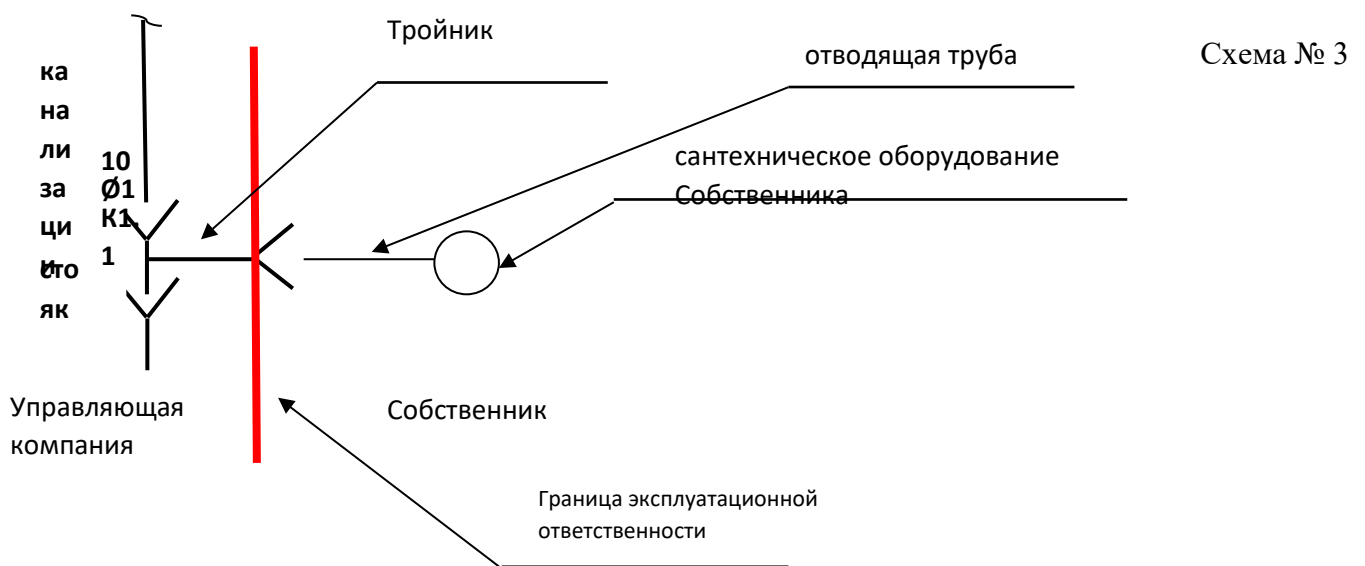 Тройник
отводящая труба
Схема № 3
ка
на
ли
за
ци
и
сто
як
10
Ø1
К1.
1
сантехническое оборудование
Собственника
Управляющая
компания
Собственник
Граница эксплуатационной
ответственности